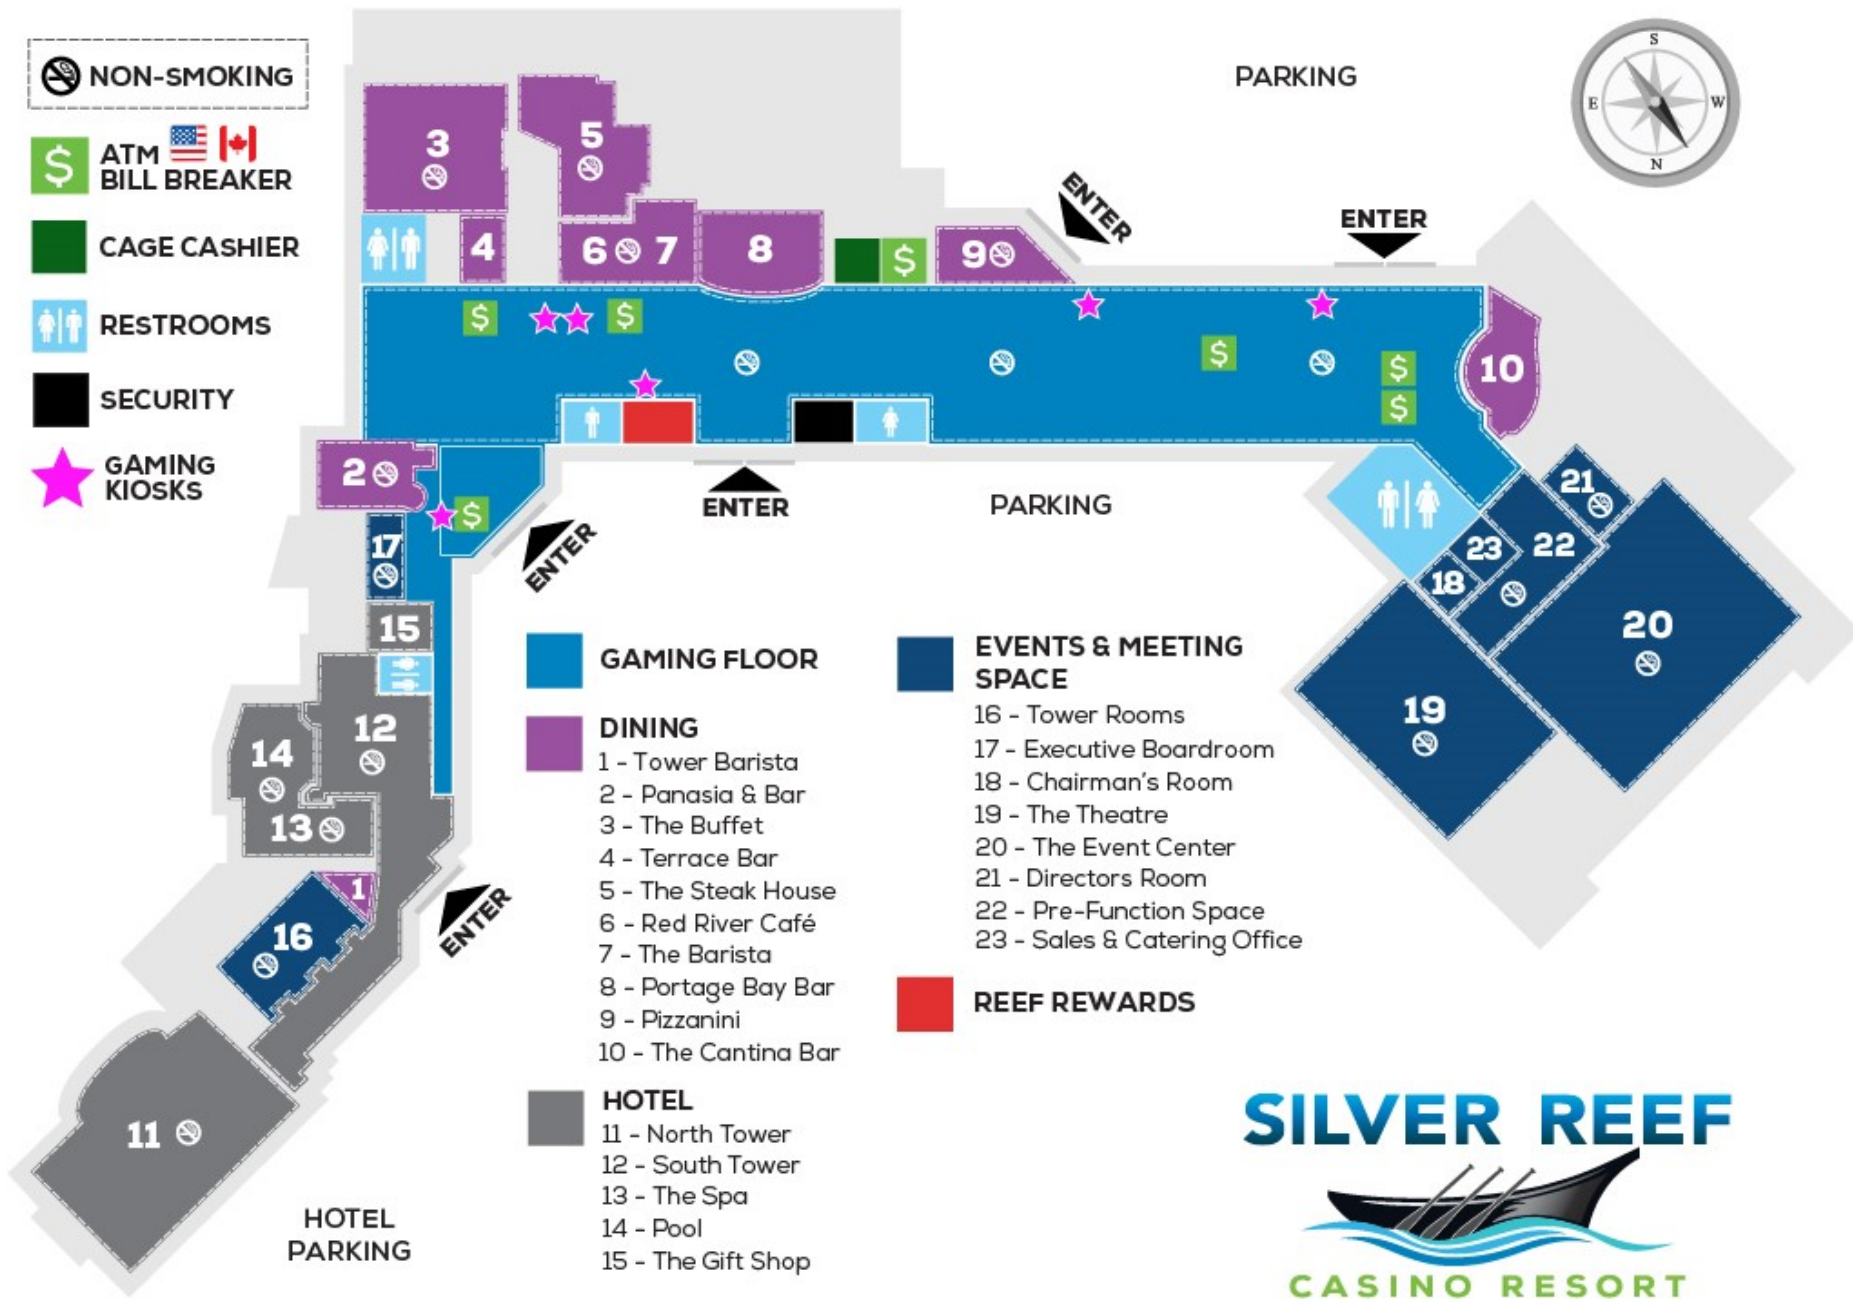 NON-SMOKING
$ ATM
BILL BREAKER
CAGE CASHIER
RESTROOMS
SECURITY
GAMING
KIOSKS
PARKING
S
E W
N
3
5
4
6 7
8
$
9
ENTER
ENTER
$
$
$
$
$
10
2
$
ENTER
ENTER
PARKING
17
15
12
14
13
1
16
ENTER
11
HOTEL
PARKING
21
22
23
18
20
19
GAMING FLOOR
DINING
1 - Tower Barista
2 - Panasia & Bar
3 - The Buffet
4 - Terrace Bar
5 - The Steak House
6 - Red River Café
7 - The Barista
8 - Portage Bay Bar
9 - Pizzanini
10 - The Cantina Bar
HOTEL
11 - North Tower
12 - South Tower
13 - The Spa
14 - Pool
15 - The Gift Shop
EVENTS & MEETING
SPACE
16 - Tower Rooms
17 - Executive Boardroom
18 - Chairman's Room
19 - The Theatre
20 - The Event Center
21 - Directors Room
22 - Pre-Function Space
23 - Sales & Catering Office
REEF REWARDS
SILVER REEF
CASINO RESORT